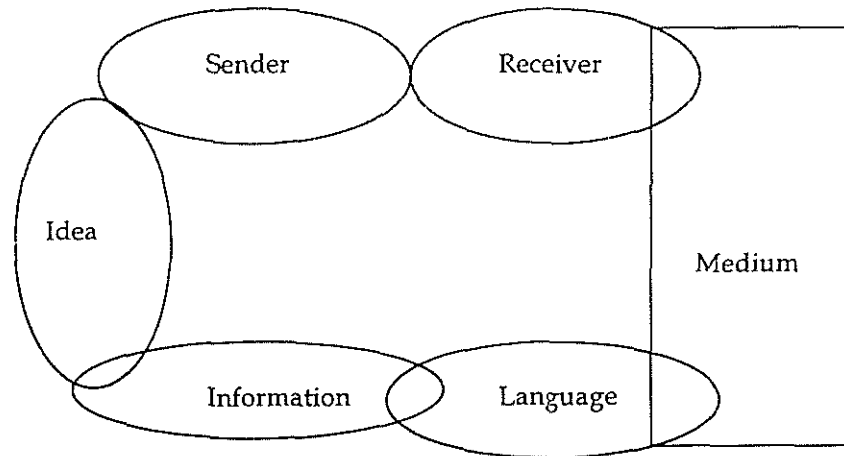 Sender
Receiver
Idea
Medium
Information
Language